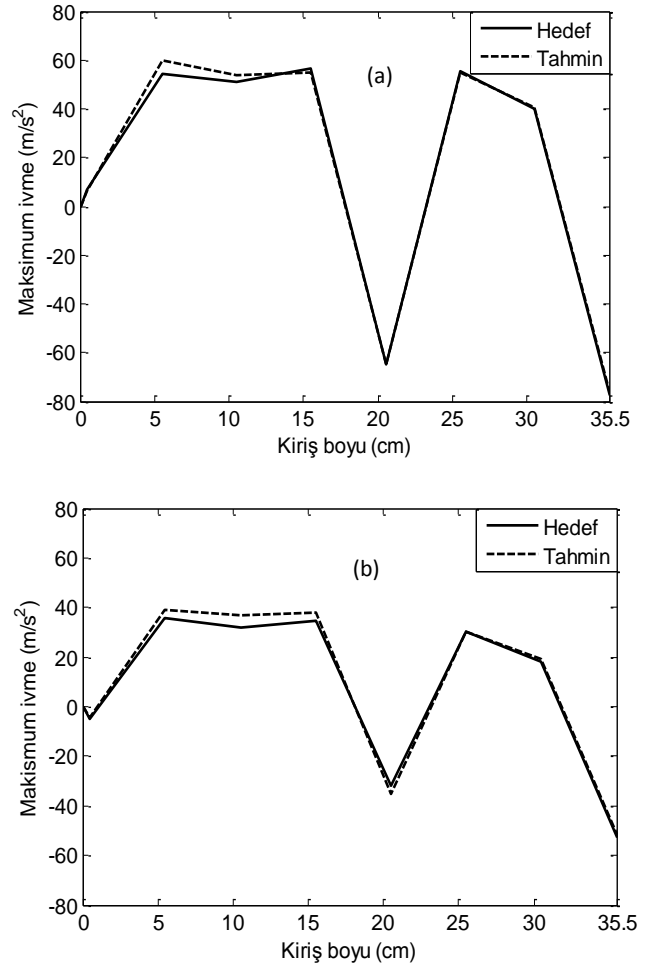 80
60
40
20
0
-20
-40
-60
-80
Maksimum ivme (m/s²)
Hedef
Tahmin
(a)
0 5 10 15 20 25 30 35.5
Kiriş boyu (cm)
80
60
40
20
0
-20
-40
-60
-80
Makismum ivme (m/s²)
Hedef
Tahmin
(b)
0 5 10 15 20 25 30 35.5
Kiriş boyu (cm)